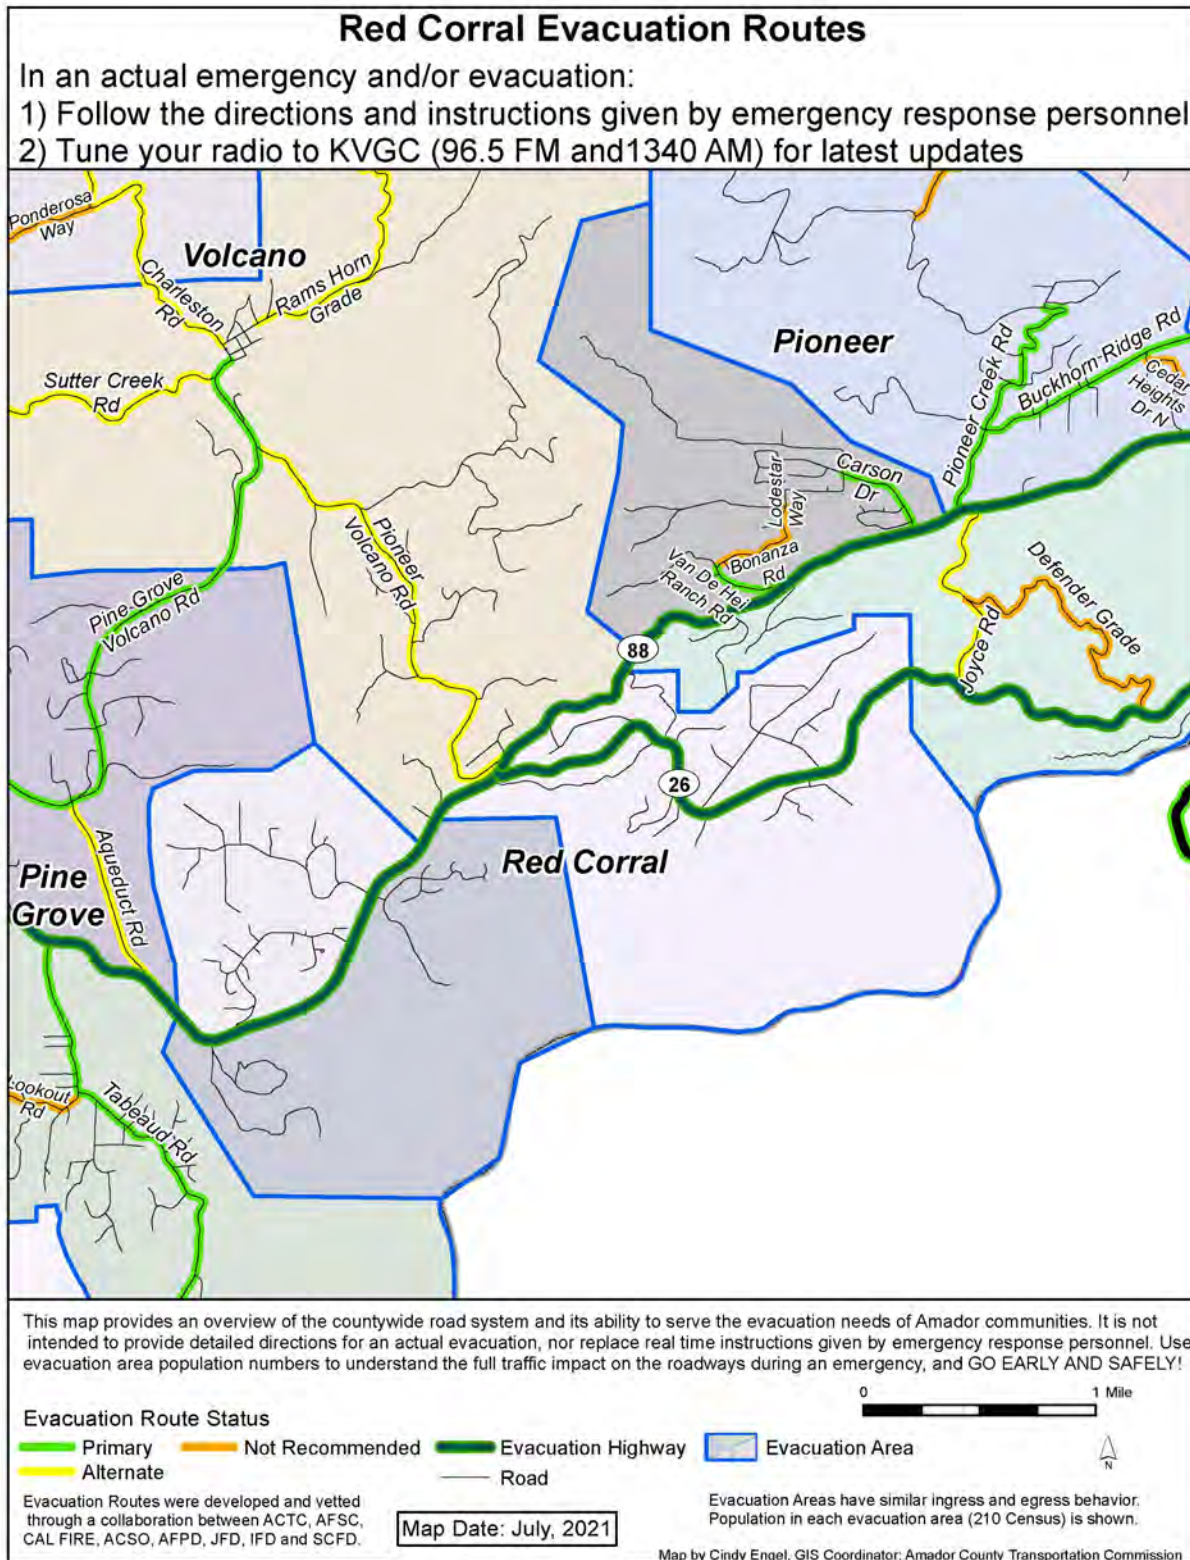 Red Corral Evacuation Routes
In an actual emergency and/or evacuation:
1) Follow the directions and instructions given by emergency response personnel
2) Tune your radio to KVGC (96.5 FM and1340 AM) for latest updates
Ponderosa
Way
Volcano
Charleston
Rd
Rams Horn
Grade
Sutter Creek
Rd
Pioneer
Pioneer Creek Rd
Buckhorn-Ridge Rd
Cedar
Heights
Dr N
Carson
Dr
Lodestar
Way
Bonanza
Rd
Van De Hei
Ranch Rd
Pioneer
Volcano Rd
Pine Grove
Volcano Rd
Defender Grade
Joyce Rd
88
26
Aqueduct Rd
Red Corral
Pine
Grove
Lookout
Rd
Tabeaud Rd
This map provides an overview of the countywide road system and its ability to serve the evacuation needs of Amador communities. It is not
intended to provide detailed directions for an actual evacuation, nor replace real time instructions given by emergency response personnel. Use
evacuation area population numbers to understand the full traffic impact on the roadways during an emergency, and GO EARLY AND SAFELY!
0 1 Mile
Evacuation Route Status
Primary Not Recommended Evacuation Highway Evacuation Area
Alternate Road
N
Evacuation Routes were developed and vetted
through a collaboration between ACTC, AFSC,
CAL FIRE, ACSO, AFPD, JFD, IFD and SCFD.
Map Date: July, 2021
Evacuation Areas have similar ingress and egress behavior.
Population in each evacuation area (210 Census) is shown.
Map by Cindy Engel, GIS Coordinator; Amador County Transportation Commission